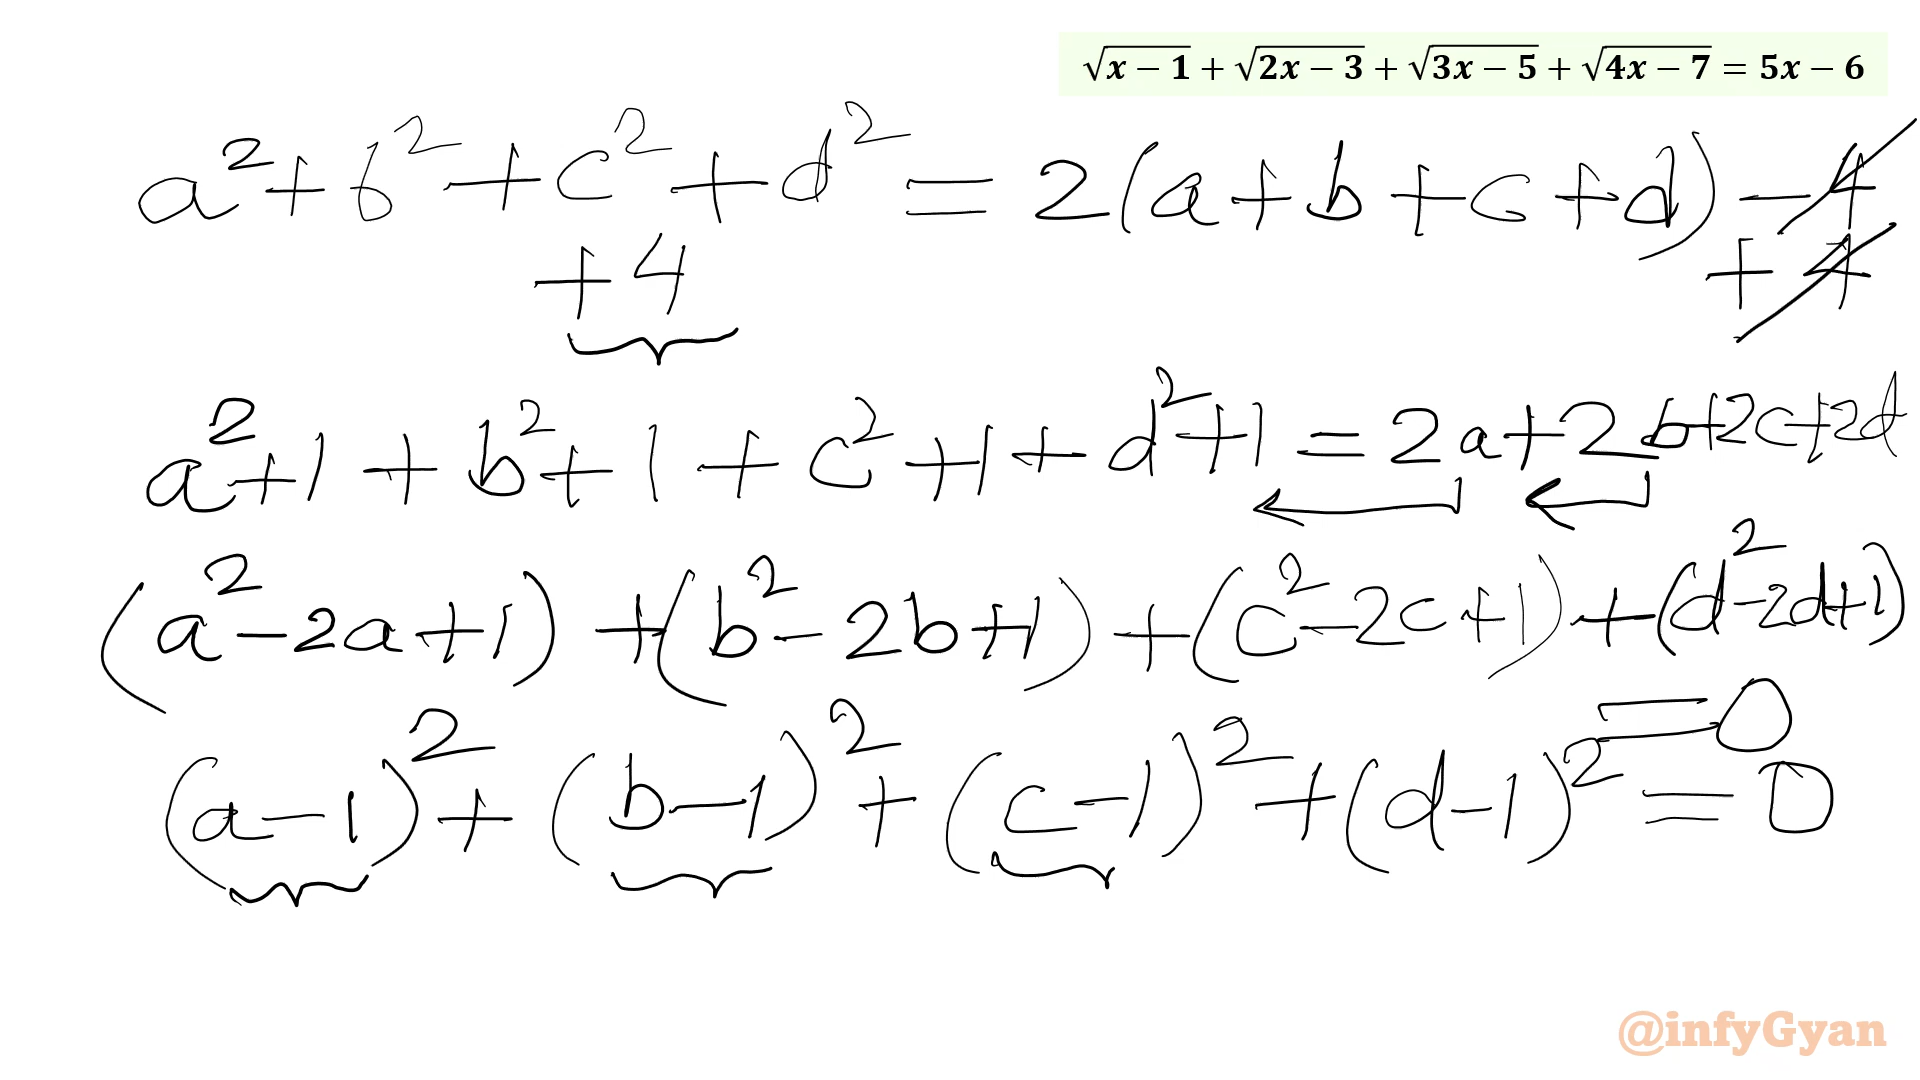 √(x − 1) + √(2x − 3) + √(3x − 5) + √(4x − 7) = 5x − 6
a² + b² + c² + d² = 2(a + b + c + d) − 4
+ 4 + 4
a² + 1 + b² + 1 + c² + 1 + d² + 1 = 2a + 2b + 2c + 2d
(a² − 2a + 1) + (b² − 2b + 1) + (c² − 2c + 1) + (d² − 2d + 1)
= 0
(a − 1)² + (b − 1)² + (c − 1)² + (d − 1)² = 0
@infyGyan